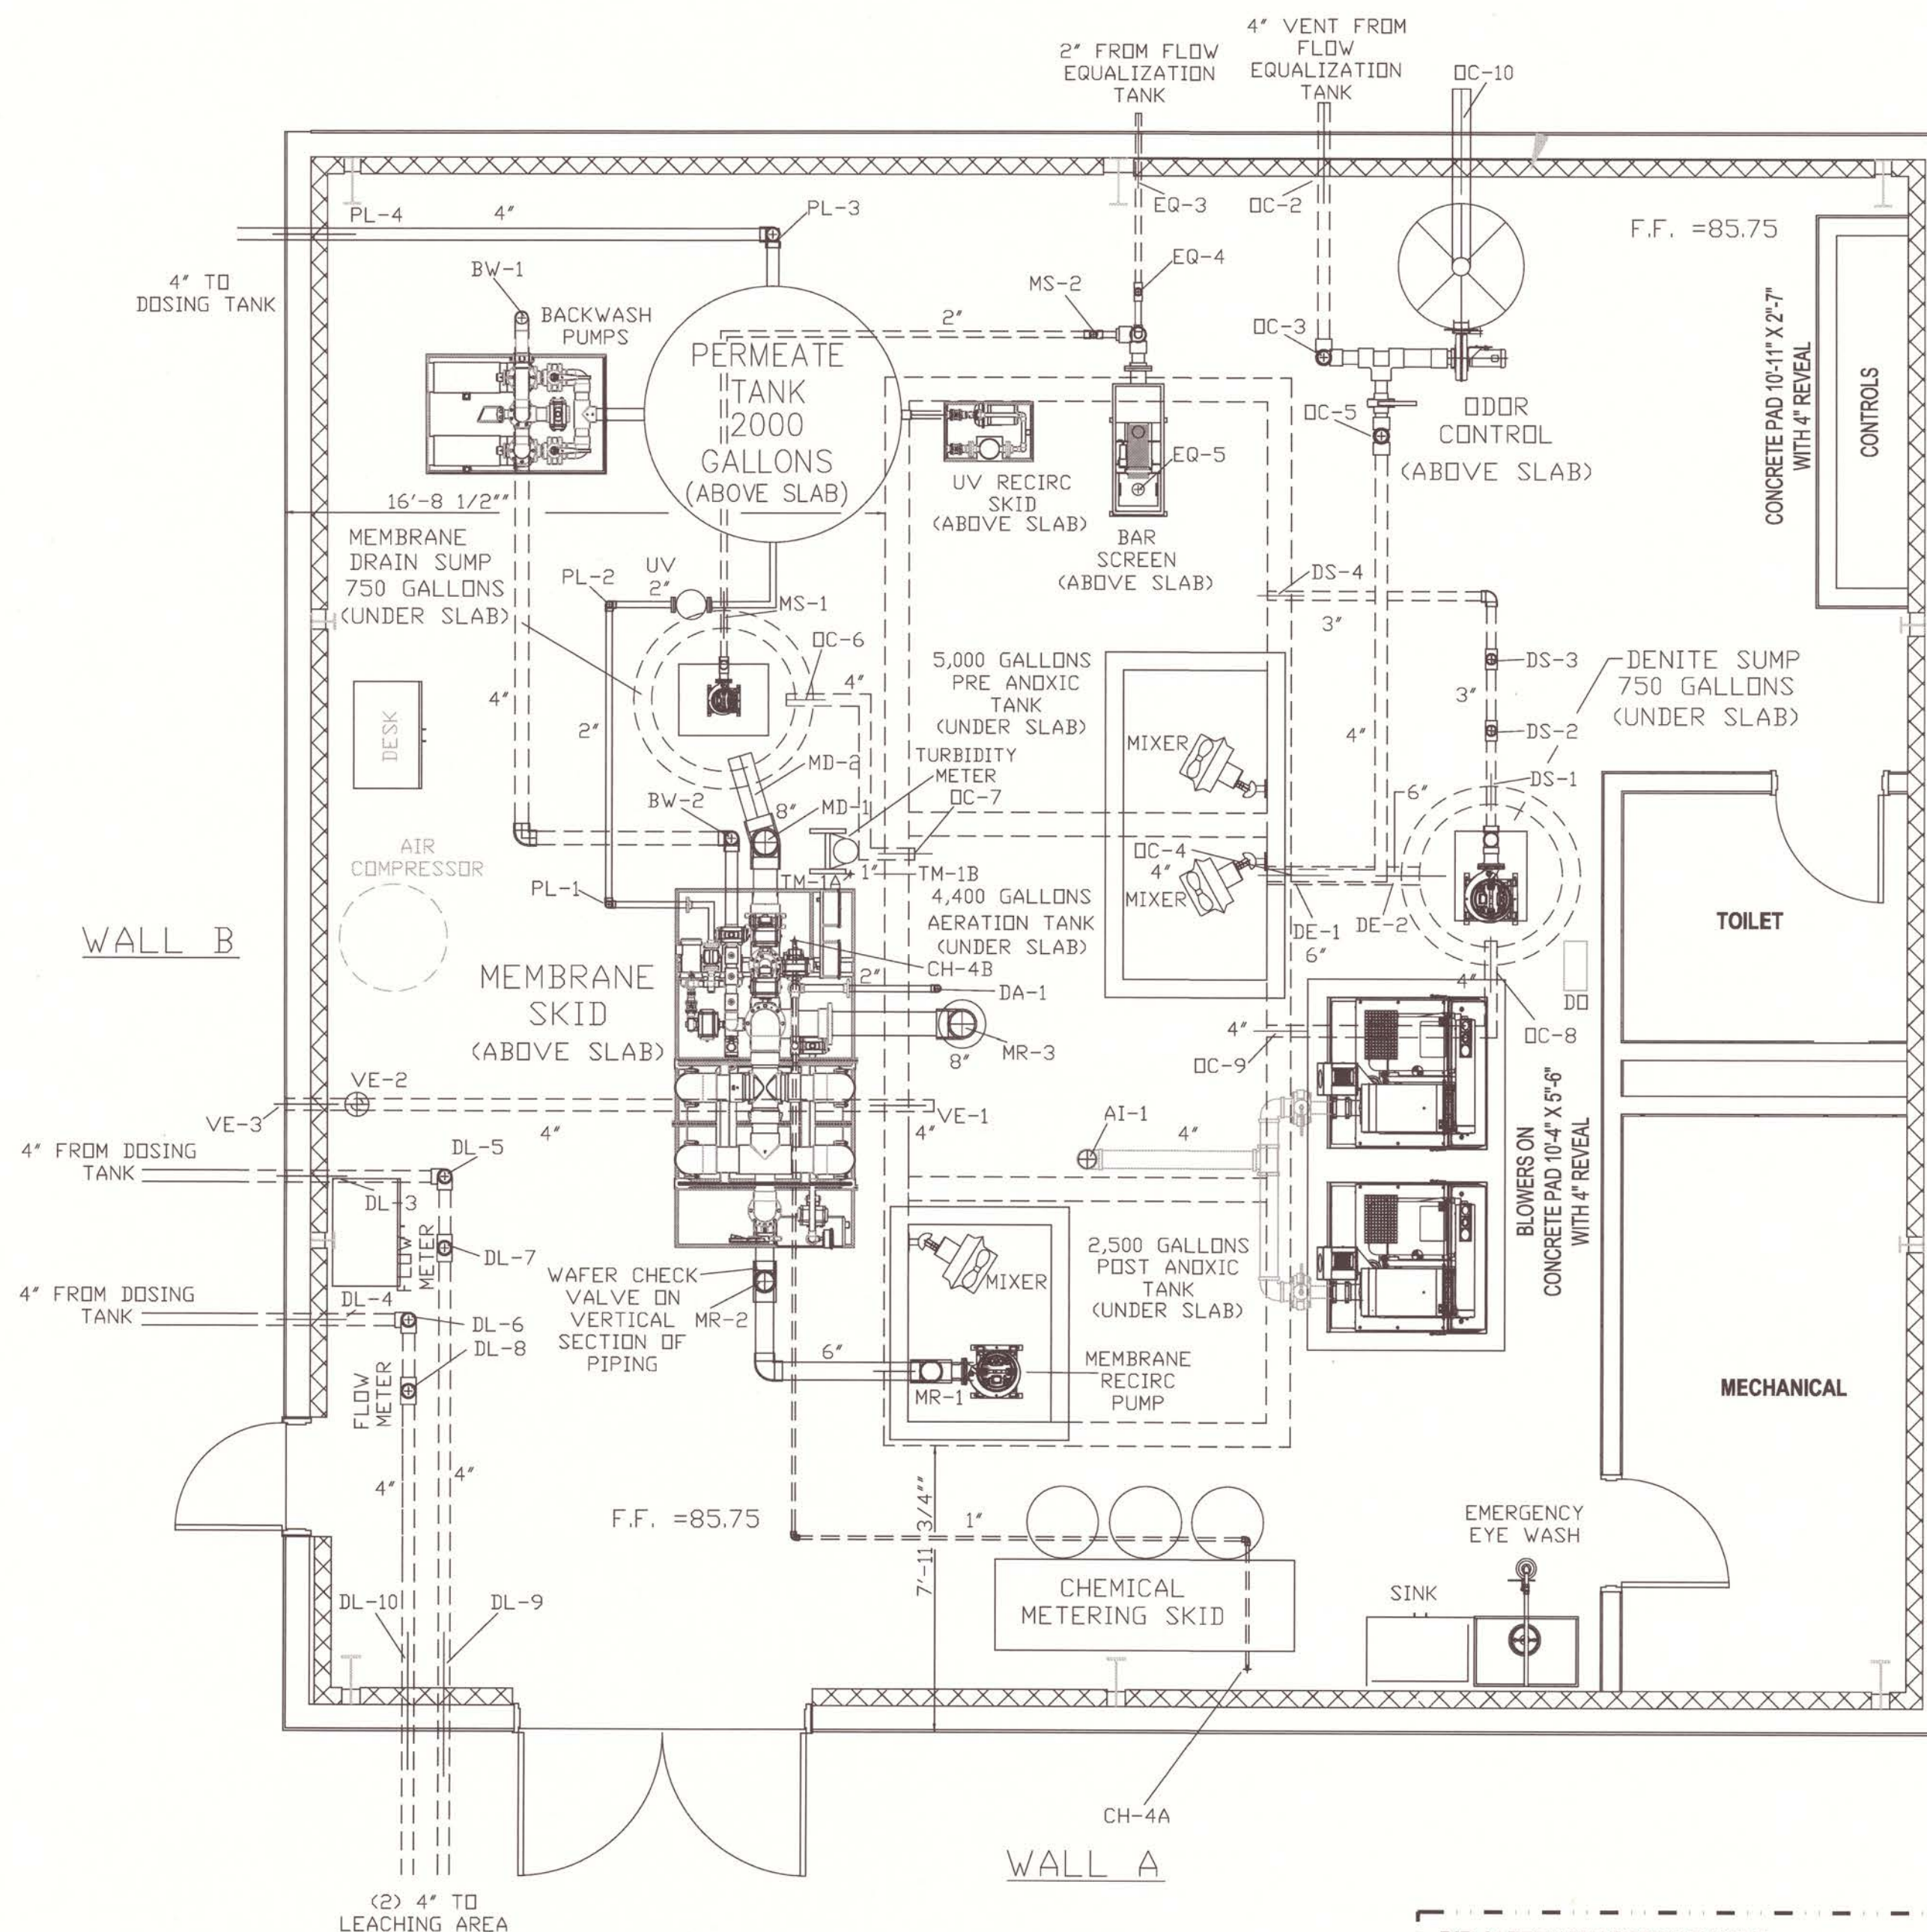 4″ VENT FROM
FLOW
EQUALIZATION
TANK
2″ FROM FLOW
EQUALIZATION
TANK
OC-10
PL-4
4″
PL-3
EQ-3
OC-2
F.F. =85.75
4″ TO
DOSING TANK
BW-1
BACKWASH
PUMPS
MS-2
EQ-4
2″
OC-3
PERMEATE
TANK
2000
GALLONS
(ABOVE SLAB)
CONCRETE PAD 10'-11" X 2"-7"
WITH 4" REVEAL
CONTROLS
OC-5
ODOR
CONTROL
(ABOVE SLAB)
EQ-5
UV RECIRC
SKID
(ABOVE SLAB)
BAR
SCREEN
(ABOVE SLAB)
16′-8 1/2″″
MEMBRANE
DRAIN SUMP
750 GALLONS
(UNDER SLAB)
PL-2
UV
2″
MS-1
OC-6
4″
DS-4
3″
5,000 GALLONS
PRE ANOXIC
TANK
(UNDER SLAB)
DS-3
DENITE SUMP
750 GALLONS
(UNDER SLAB)
3″
DS-2
DS-1
DESK
4″
2″
4″
MIXER
TURBIDITY
METER
OC-7
MD-2
8″
MD-1
BW-2
6″
AIR
COMPRESSOR
OC-4
4″
MIXER
TM-1A
1″
TM-1B
PL-1
4,400 GALLONS
AERATION TANK
(UNDER SLAB)
DE-1
6″
DE-2
TOILET
WALL B
MEMBRANE
SKID
(ABOVE SLAB)
CH-4B
2″
DA-1
4″
DO
MR-3
8″
4″
OC-8
OC-9
VE-2
VE-3
4″
VE-1
4″
AI-1
4″
BLOWERS ON
CONCRETE PAD 10'-4" X 5"-6"
WITH 4" REVEAL
4″ FROM DOSING
TANK
DL-5
DL-3
FLOW
METER
DL-7
4″ FROM DOSING
TANK
DL-4
DL-6
DL-8
FLOW
METER
WAFER CHECK
VALVE ON
VERTICAL
SECTION OF
PIPING
MR-2
MIXER
2,500 GALLONS
POST ANOXIC
TANK
(UNDER SLAB)
6″
MR-1
MEMBRANE
RECIRC
PUMP
MECHANICAL
4″
4″
F.F. =85.75
7′-11 3/4″″
1″
EMERGENCY
EYE WASH
DL-10
DL-9
CHEMICAL
METERING SKID
SINK
CH-4A
WALL A
(2) 4″ TO
LEACHING AREA